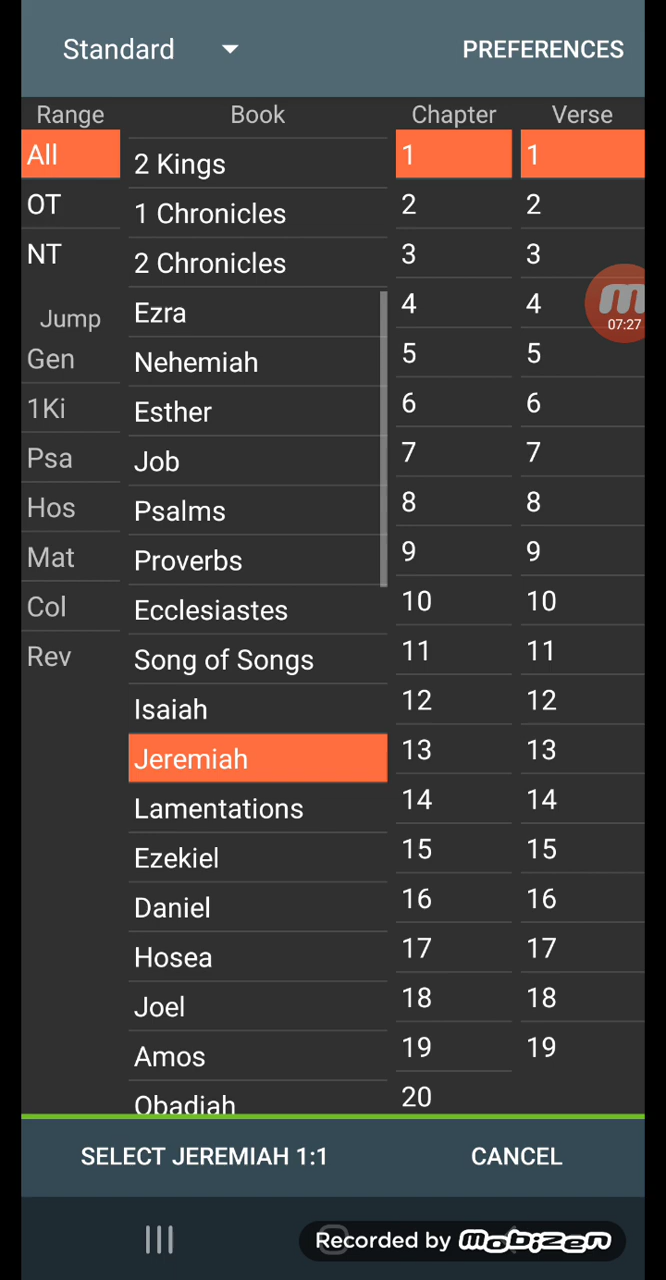 Standard PREFERENCES
Range Book Chapter Verse
All 2 Kings 1 1
OT 1 Chronicles 2 2
NT 2 Chronicles 3 3
Ezra 4 4
Jump
07:27
Gen Nehemiah 5 5
1Ki Esther 6 6
Psa Job 7 7
Hos Psalms 8 8
Mat Proverbs 9 9
Col Ecclesiastes 10 10
Rev Song of Songs 11 11
Isaiah 12 12
Jeremiah 13 13
Lamentations 14 14
Ezekiel 15 15
Daniel 16 16
Hosea 17 17
Joel 18 18
Amos 19 19
Obadiah 20
SELECT JEREMIAH 1:1 CANCEL
Recorded by mobizen